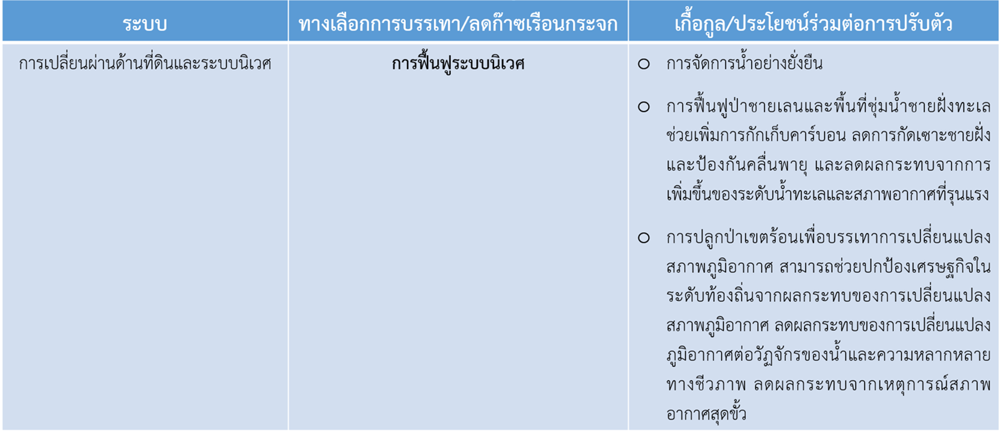 ระบบ
ทางเลือกการบรรเทา/ลดก๊าซเรือนกระจก
เกื้อกูล/ประโยชน์ร่วมต่อการปรับตัว
การเปลี่ยนผ่านด้านที่ดินและระบบนิเวศ
การฟื้นฟูระบบนิเวศ
การจัดการน้ำอย่างยั่งยืน
การฟื้นฟูป่าชายเลนและพื้นที่ชุ่มน้ำชายฝั่งทะเล
ช่วยเพิ่มการกักเก็บคาร์บอน ลดการกัดเซาะชายฝั่ง
และป้องกันคลื่นพายุ และลดผลกระทบจากการ
เพิ่มขึ้นของระดับน้ำทะเลและสภาพอากาศที่รุนแรง
การปลูกป่าเขตร้อนเพื่อบรรเทาการเปลี่ยนแปลง
สภาพภูมิอากาศ สามารถช่วยปกป้องเศรษฐกิจใน
ระดับท้องถิ่นจากผลกระทบของการเปลี่ยนแปลง
สภาพภูมิอากาศ ลดผลกระทบของการเปลี่ยนแปลง
ภูมิอากาศต่อวัฏจักรของน้ำและความหลากหลาย
ทางชีวภาพ ลดผลกระทบจากเหตุการณ์สภาพ
อากาศสุดขั้ว